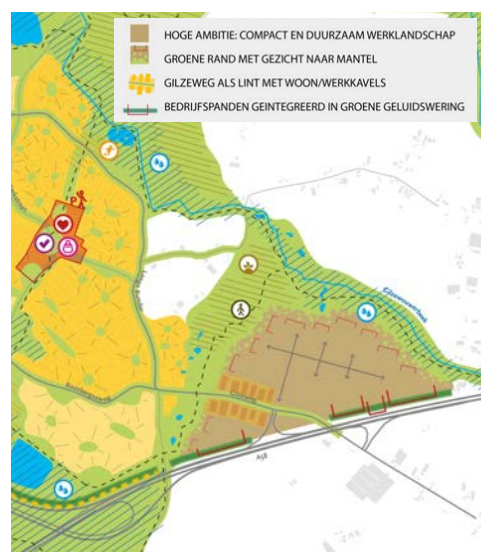 HOGE AMBITIE: COMPACT EN DUURZAAM WERKLANDSCHAP
GROENE RAND MET GEZICHT NAAR MANTEL
GILZEWEG ALS LINT MET WOON/WERKKAVELS
BEDRIJFSPANDEN GEINTEGREERD IN GROENE GELUIDSWERING
P
A58